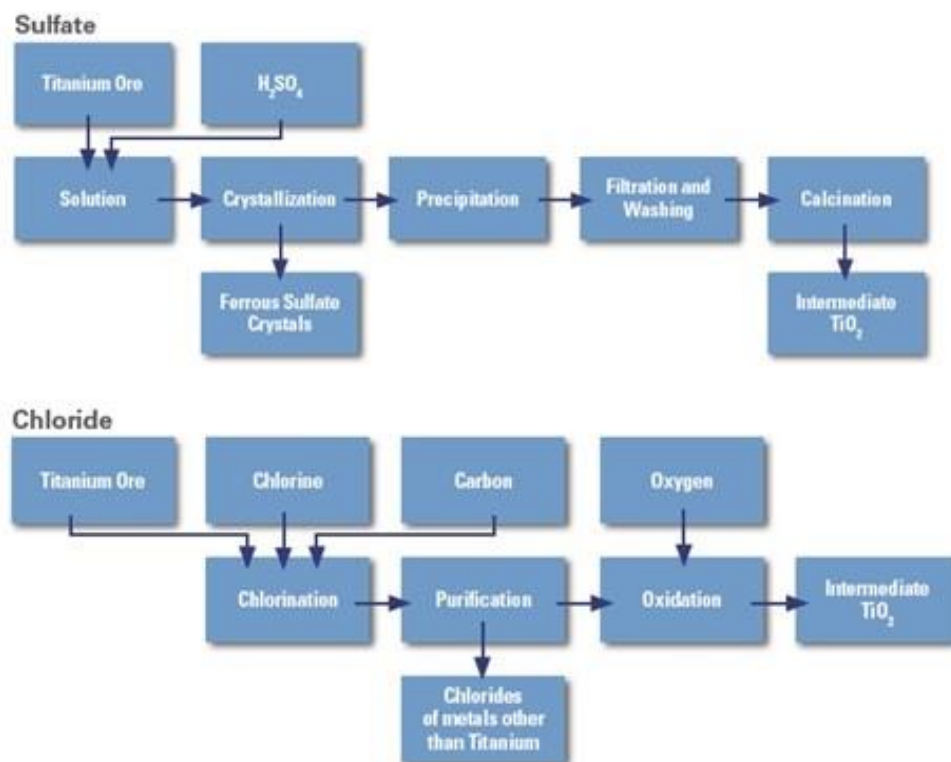 Sulfate
Titanium Ore
H₂SO₄
Solution
Crystallization
Precipitation
Filtration and
Washing
Calcination
Ferrous Sulfate
Crystals
Intermediate
TiO₂
Chloride
Titanium Ore
Chlorine
Carbon
Oxygen
Chlorination
Purification
Oxidation
Intermediate
TiO₂
Chlorides
of metals other
than Titanium